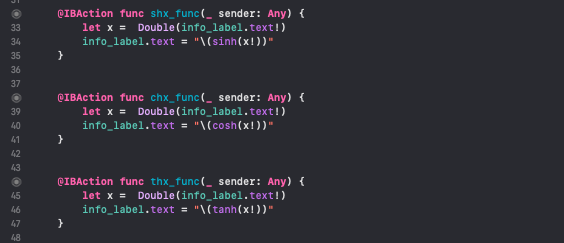 @IBAction func shx_func(_ sender: Any) {
33 let x =  Double(info_label.text!)
34 info_label.text = "\(sinh(x!))"
35 }
36
37
@IBAction func chx_func(_ sender: Any) {
39 let x =  Double(info_label.text!)
40 info_label.text = "\(cosh(x!))"
41 }
42
43
@IBAction func thx_func(_ sender: Any) {
45 let x =  Double(info_label.text!)
46 info_label.text = "\(tanh(x!))"
47 }
48